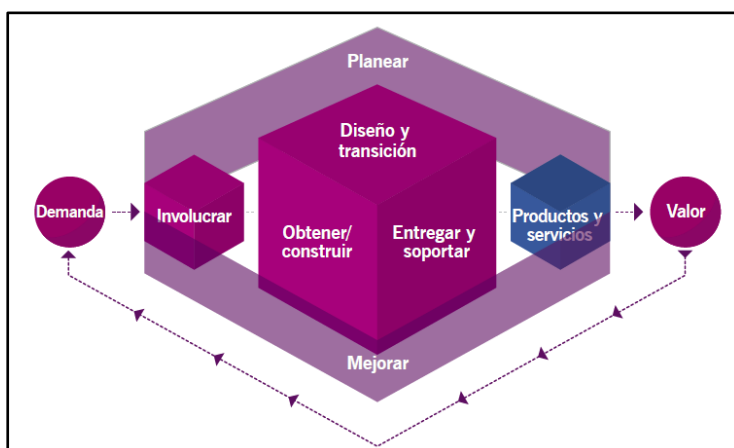 Planear
Diseño y
transición
Demanda
Involucrar
Obtener/
construir
Entregar y
soportar
Productos y
servicios
Valor
Mejorar